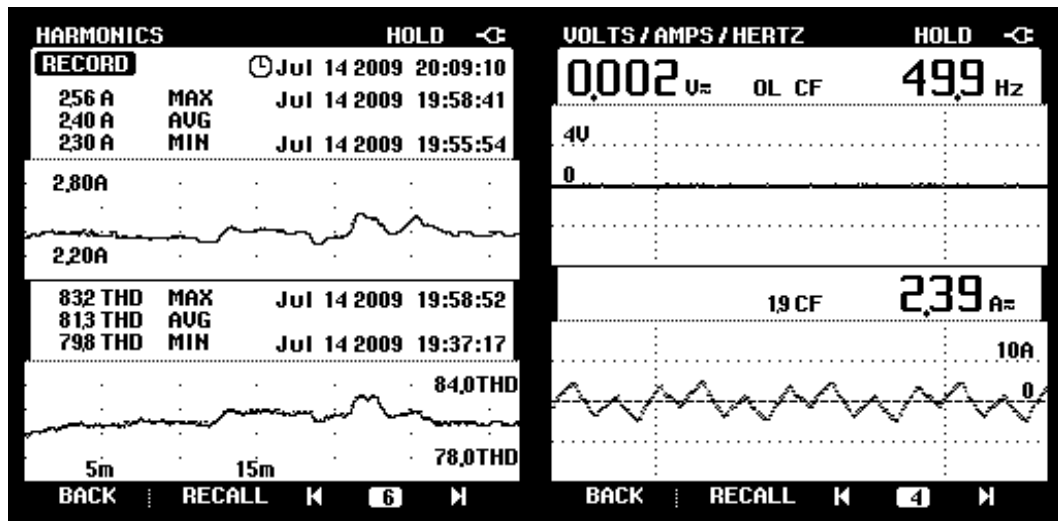 HARMONICS HOLD
RECORD Jul 14 2009 20:09:10
2,56 A MAX Jul 14 2009 19:58:41
2,40 A AVG
2,30 A MIN Jul 14 2009 19:55:54
2,80A
2,20A
83,2 THD MAX Jul 14 2009 19:58:52
81,3 THD AVG
79,8 THD MIN Jul 14 2009 19:37:17
84,0THD
78,0THD
5m 15m
BACK RECALL 6
VOLTS/AMPS/HERTZ HOLD
0,002 V≂ OL CF 49,9 Hz
4V
0
1,9 CF 2,39 A≂
10A
0
BACK RECALL 4